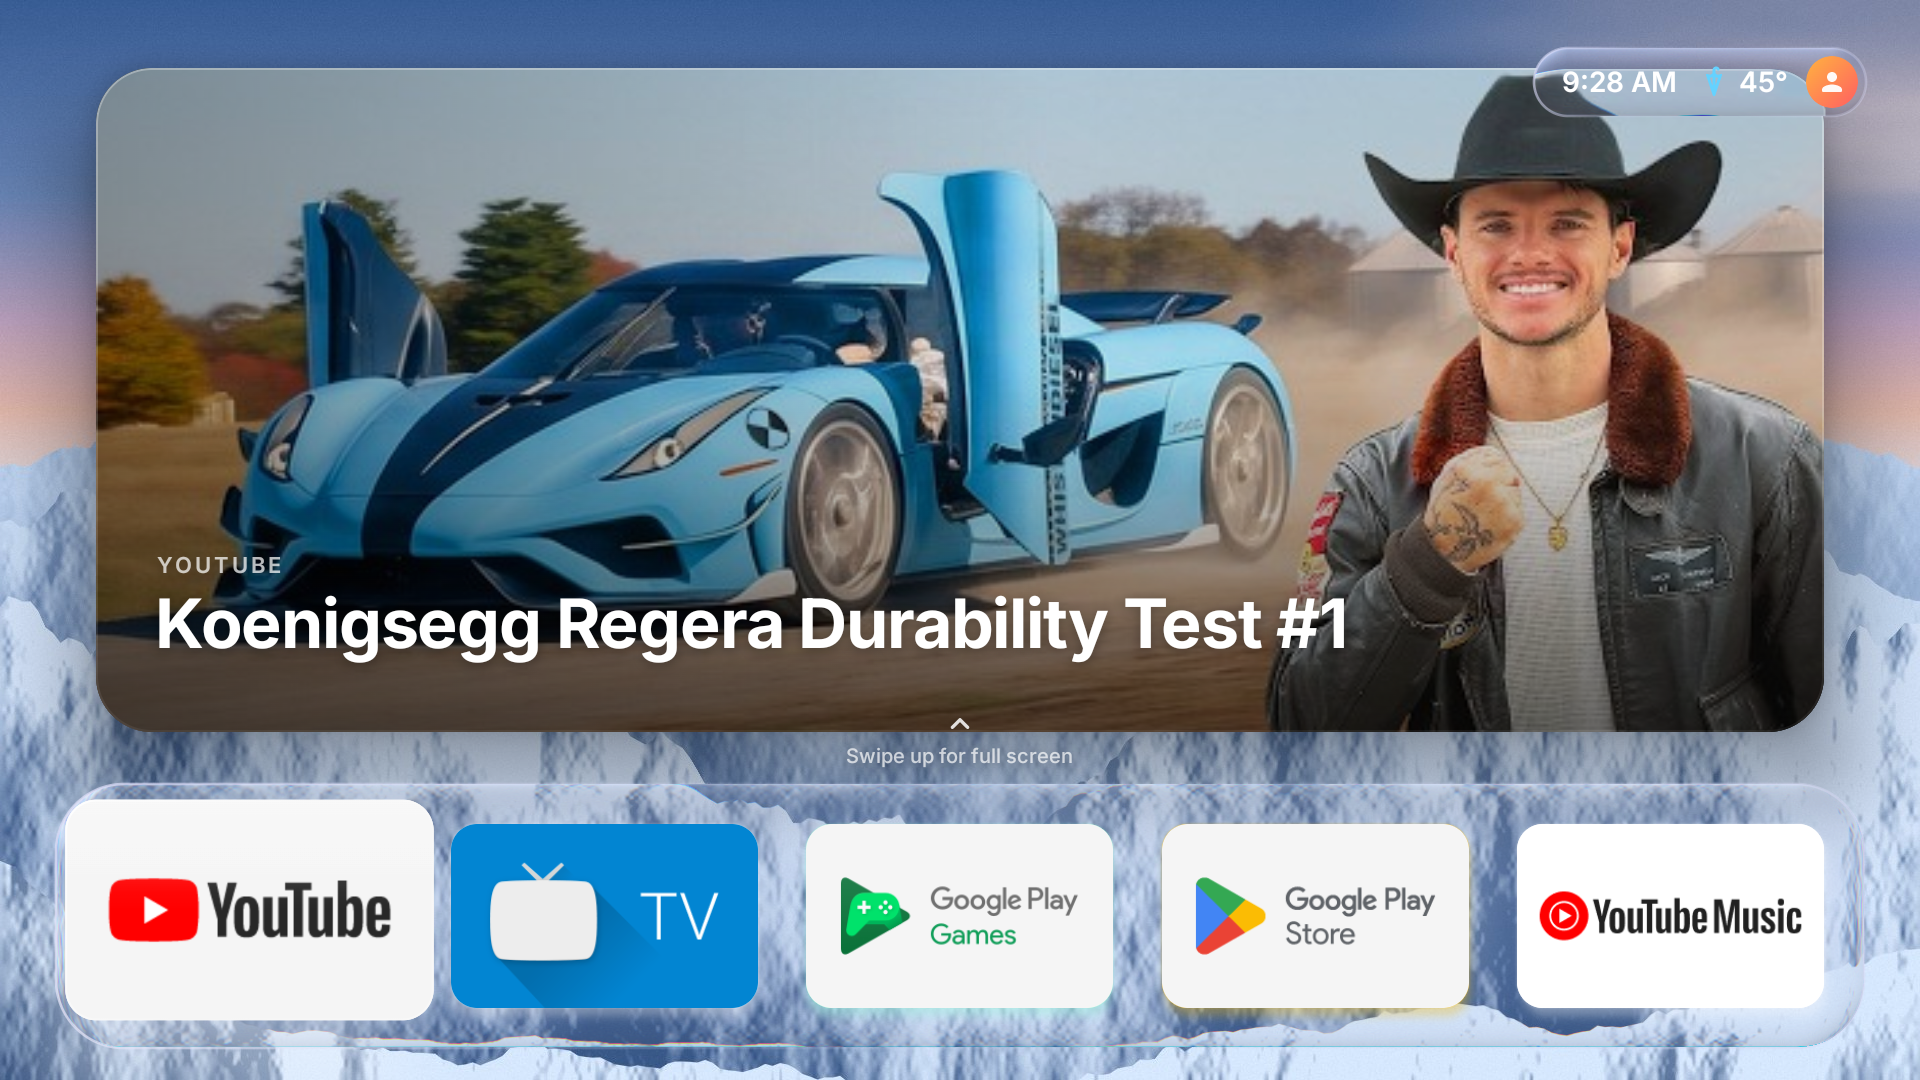 9:28 AM 45°
YOUTUBE
Koenigsegg Regera Durability Test #1
Swipe up for full screen
YouTube
TV
Google Play
Games
Google Play
Store
YouTube Music